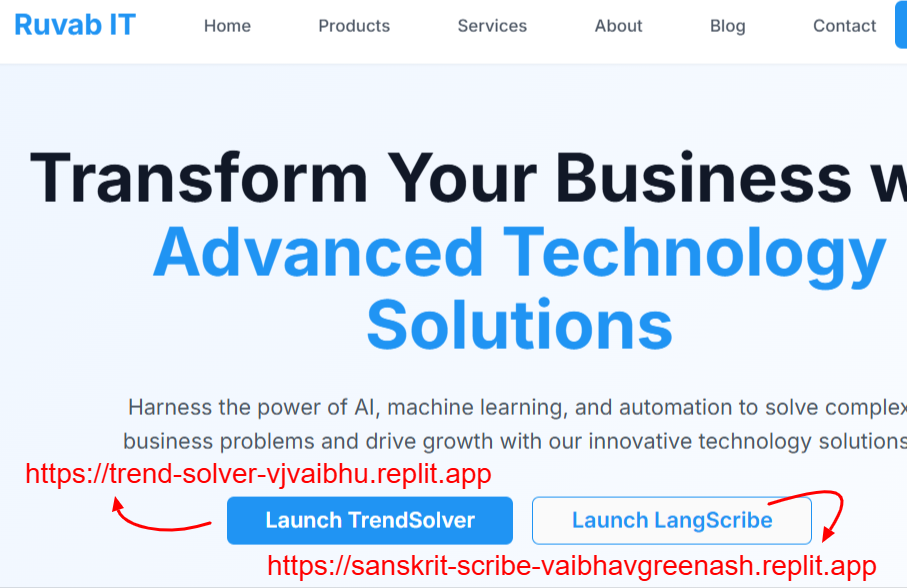 Ruvab IT
Home Products Services About Blog Contact
Transform Your Business
Advanced Technology
Solutions
Harness the power of AI, machine learning, and automation to solve complex
business problems and drive growth with our innovative technology solutions
https://trend-solver-vjvaibhu.replit.app
Launch TrendSolver Launch LangScribe
https://sanskrit-scribe-vaibhavgreenash.replit.app